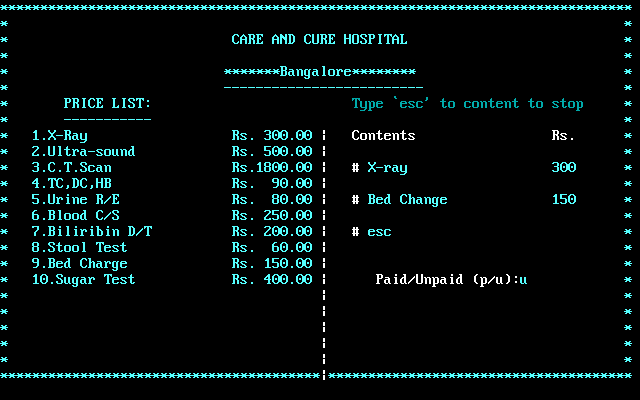 CARE AND CURE HOSPITAL
*******Bangalore********
PRICE LIST:
Type `esc' to content to stop
1.X-Ray Rs. 300.00
2.Ultra-sound Rs. 500.00
3.C.T.Scan Rs.1800.00
4.TC,DC,HB Rs. 90.00
5.Urine R/E Rs. 80.00
6.Blood C/S Rs. 250.00
7.Biliribin D/T Rs. 200.00
8.Stool Test Rs. 60.00
9.Bed Charge Rs. 150.00
10.Sugar Test Rs. 400.00
Contents Rs.
# X-ray 300
# Bed Change 150
# esc
Paid/Unpaid (p/u):u